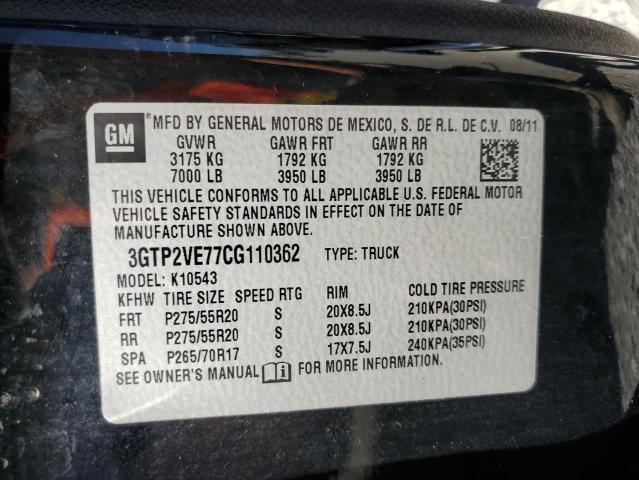 GM ® MFD BY GENERAL MOTORS DE MEXICO, S. DE R.L. DE C.V. 08/11
GVWR GAWR FRT GAWR RR
3175 KG 1792 KG 1792 KG
7000 LB 3950 LB 3950 LB
THIS VEHICLE CONFORMS TO ALL APPLICABLE U.S. FEDERAL MOTOR
VEHICLE SAFETY STANDARDS IN EFFECT ON THE DATE OF
MANUFACTURE SHOWN ABOVE.
3GTP2VE77CG110362 TYPE: TRUCK
MODEL: K10543
KFHW TIRE SIZE SPEED RTG RIM COLD TIRE PRESSURE
FRT P275/55R20 S 20X8.5J 210KPA(30PSI)
RR P275/55R20 S 20X8.5J 210KPA(30PSI)
SPA P265/70R17 S 17X7.5J 240KPA(35PSI)
SEE OWNER'S MANUAL i FOR MORE INFORMATION.